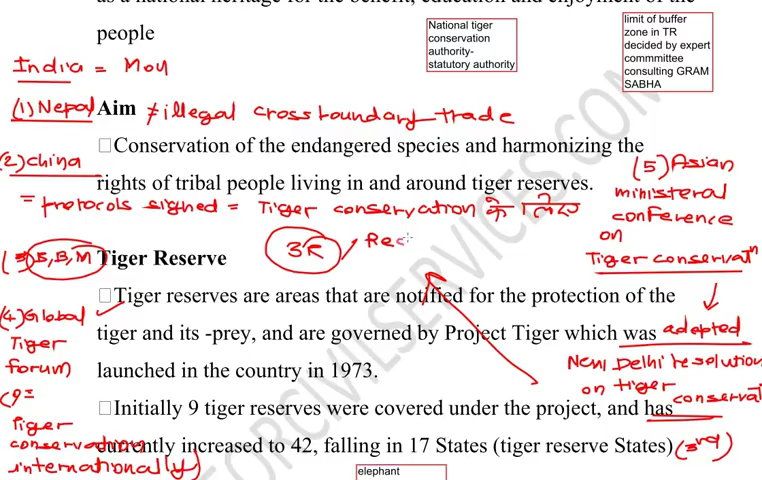 as a national heritage for the benefit, education and enjoyment of the
people
National tiger
conservation
authority-
statutory authority
limit of buffer
zone in TR
decided by expert
commmittee
consulting GRAM
SABHA
India = Mou
(1) Nepal
Aim
≠ illegal cross boundary trade
Conservation of the endangered species and harmonizing the
(2) China
rights of tribal people living in and around tiger reserves.
= protocols signed = Tiger conservation के लिए
(5) Asian
ministeral
conference
on
Tiger conservatn
adopted
New Delhi resolution
on tiger
conservat
(3) B, M
Tiger Reserve
3R
Rec
Tiger reserves are areas that are notified for the protection of the
tiger and its -prey, and are governed by Project Tiger which was
launched in the country in 1973.
Initially 9 tiger reserves were covered under the project, and has
currently increased to 42, falling in 17 States (tiger reserve States)
(3rd)
(4) Global
Tiger
forum
Tiger
conservation
internationally)
elephant
FORCIVILSERVICES.COM